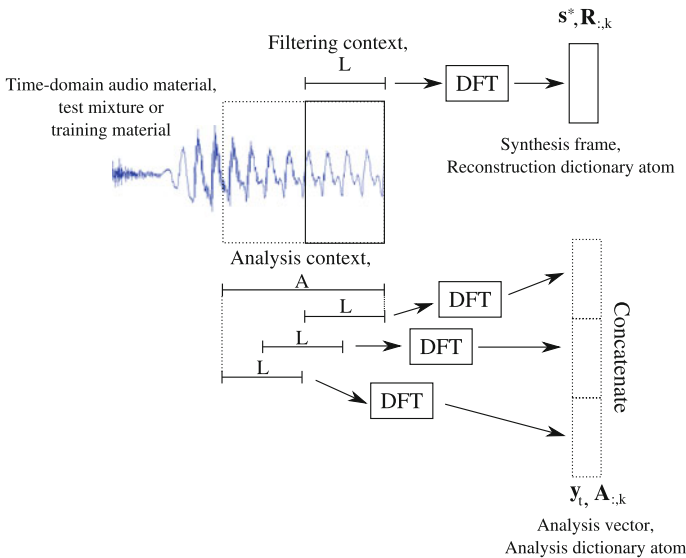 s*, R:,k
Filtering context,
L
DFT
Time-domain audio material,
test mixture or
training material
Synthesis frame,
Reconstruction dictionary atom
Analysis context,
A
L
DFT
L
DFT
L
DFT
Concatenate
yt, A:,k
Analysis vector,
Analysis dictionary atom